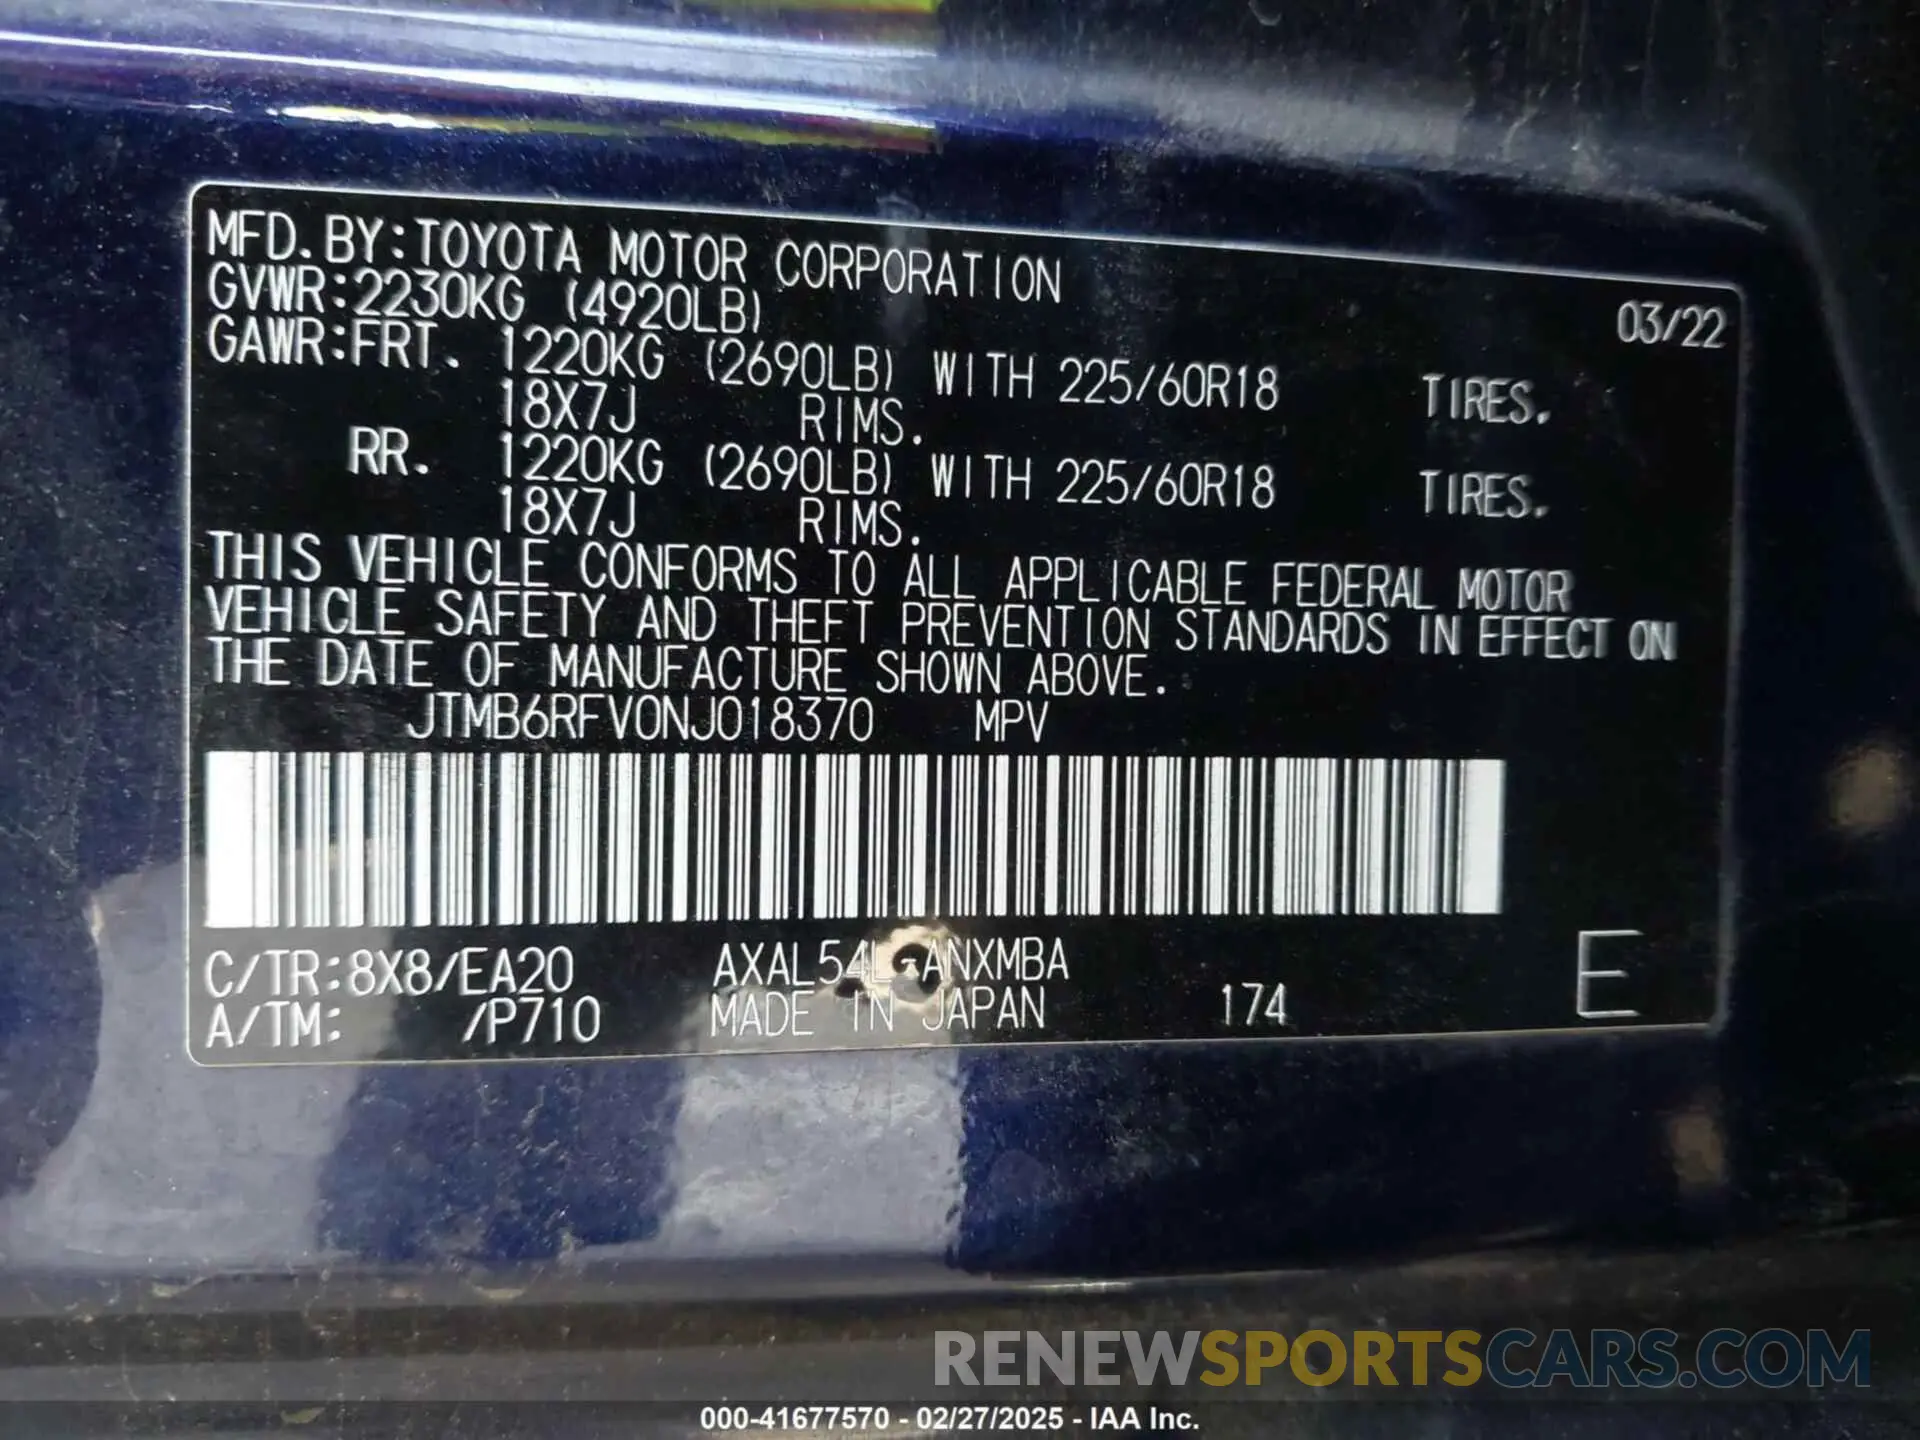 MFD. BY:TOYOTA MOTOR CORPORATION 03/22
GVWR:2230KG (4920LB)
GAWR:FRT. 1220KG (2690LB) WITH 225/60R18 TIRES.
18X7J RIMS.
RR. 1220KG (2690LB) WITH 225/60R18 TIRES.
18X7J RIMS.
THIS VEHICLE CONFORMS TO ALL APPLICABLE FEDERAL MOTOR
VEHICLE SAFETY AND THEFT PREVENTION STANDARDS IN EFFECT ON
THE DATE OF MANUFACTURE SHOWN ABOVE.
JTMB6RFV0NJ018370 MPV
C/TR:8X8/EA20 AXAL54L-ANXMBA E
A/TM: /P710 MADE IN JAPAN 174
RENEWSPORTSCARS.COM
000-41677570 - 02/27/2025 - IAA Inc.